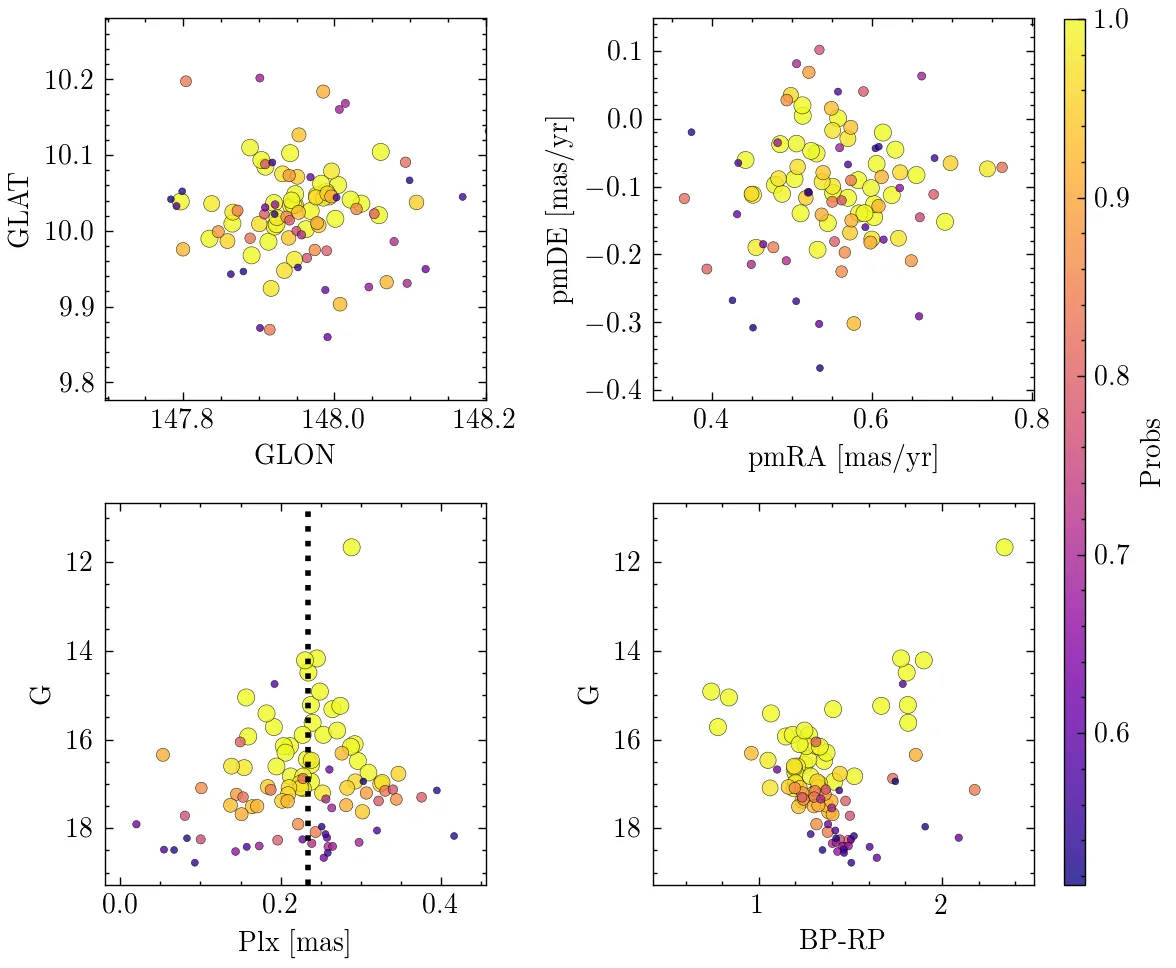 10.2
10.1
10.0
9.9
9.8
GLAT
147.8 148.0 148.2
GLON
0.1
0.0
−0.1
−0.2
−0.3
−0.4
pmDE [mas/yr]
0.4 0.6 0.8
pmRA [mas/yr]
12
14
16
18
G
0.0 0.2 0.4
Plx [mas]
12
14
16
18
G
1 2
BP-RP
1.0
0.9
0.8
0.7
0.6
Probs